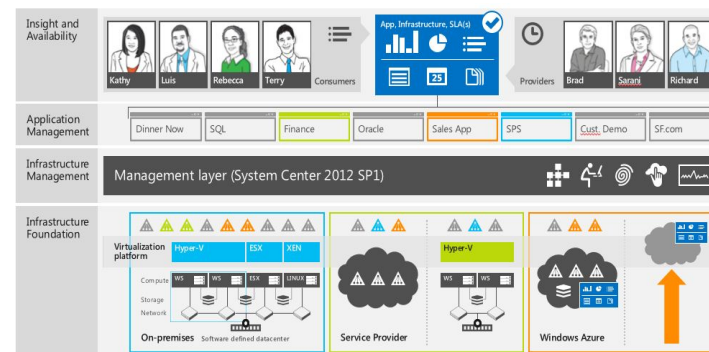 Insight and
Availability
Kathy
Luis
Rebecca
Terry
Consumers
App, Infrastructure, SLA(s)
25
Providers
Brad
Sarani
Richard
Application
Management
Dinner Now
SQL
Finance
Oracle
Sales App
SPS
Cust. Demo
SF.com
Infrastructure
Management
Management layer (System Center 2012 SP1)
Infrastructure
Foundation
Virtualization
platform
Hyper-V
ESX
XEN
Hyper-V
Compute
WS
WS
ESX
LINUX
WS
WS
Storage
Network
On-premises Software defined datacenter
Service Provider
Windows Azure